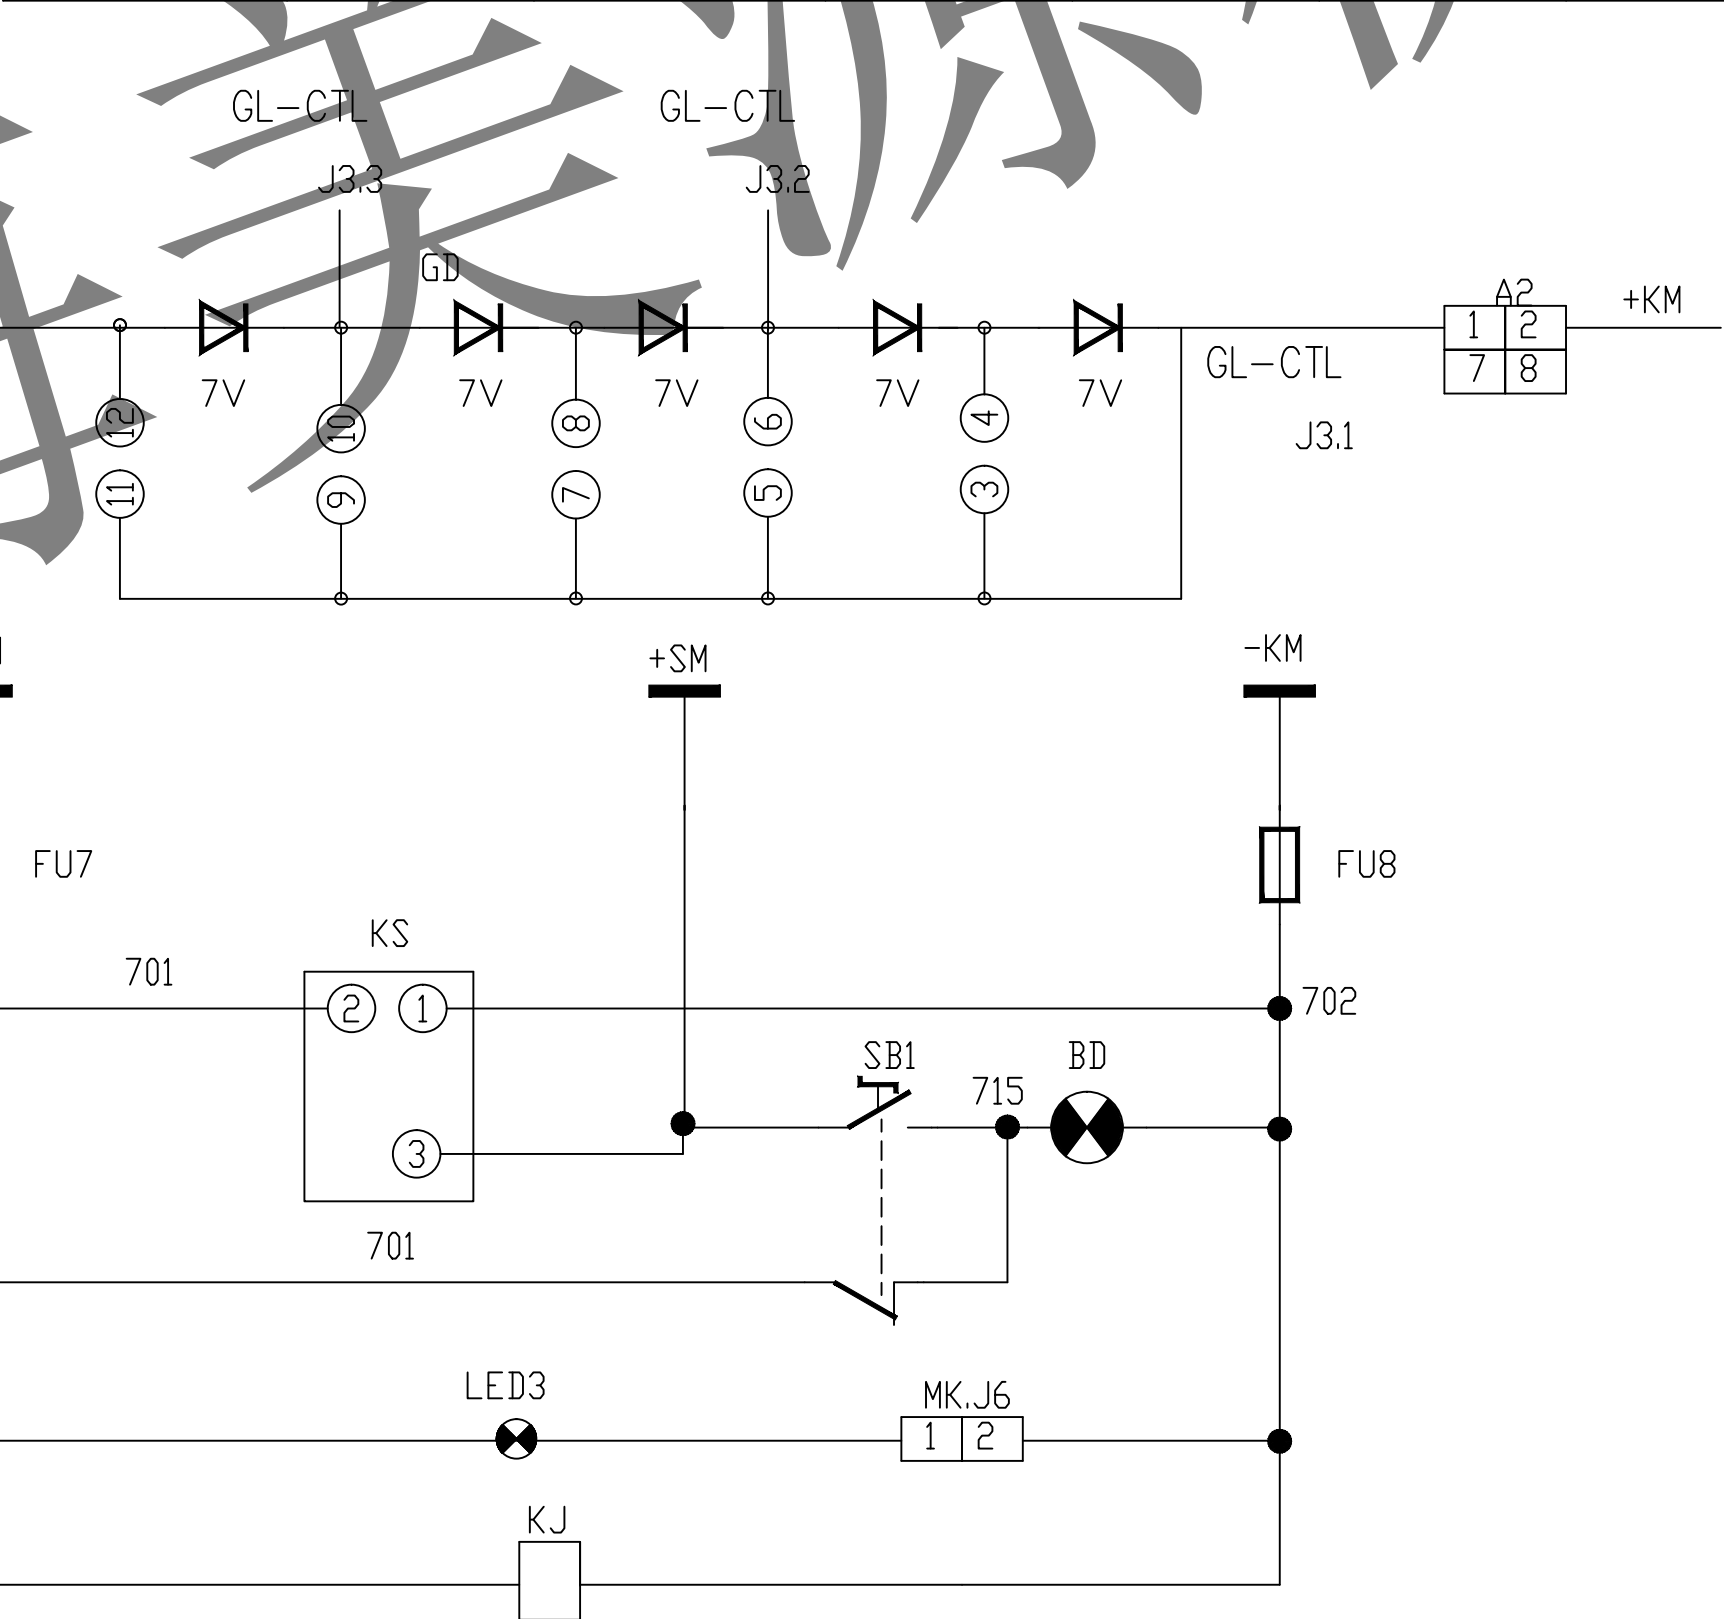 GL-CTL GL-CTL
J3.3 J3.2
GD
A2
1 2 +KM
7 8
7V 7V 7V 7V 7V
GL-CTL
J3.1
12 10 8 6 4
11 9 7 5 3
+SM -KM
FU7 FU8
KS
701
2 1 702
SB1 BD
715
3
701
LED3 MK.J6
1 2
KJ
美源